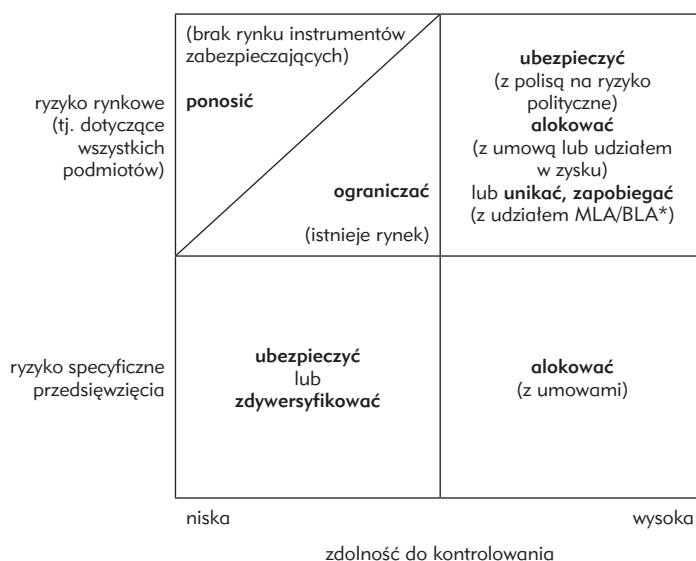 ryzyko rynkowe
(tj. dotyczące
wszystkich
podmiotów)
(brak rynku instrumentów
zabezpieczających)
ponosić
ograniczać
(istnieje rynek)
ubezpieczyć
(z polisą na ryzyko
polityczne)
alokować
(z umową lub udziałem
w zysku)
lub unikać, zapobiegać
(z udziałem MLA/BLA*)
ryzyko specyficzne
przedsięwzięcia
ubezpieczyć
lub
zdywersyfikować
alokować
(z umowami)
niska
wysoka
zdolność do kontrolowania